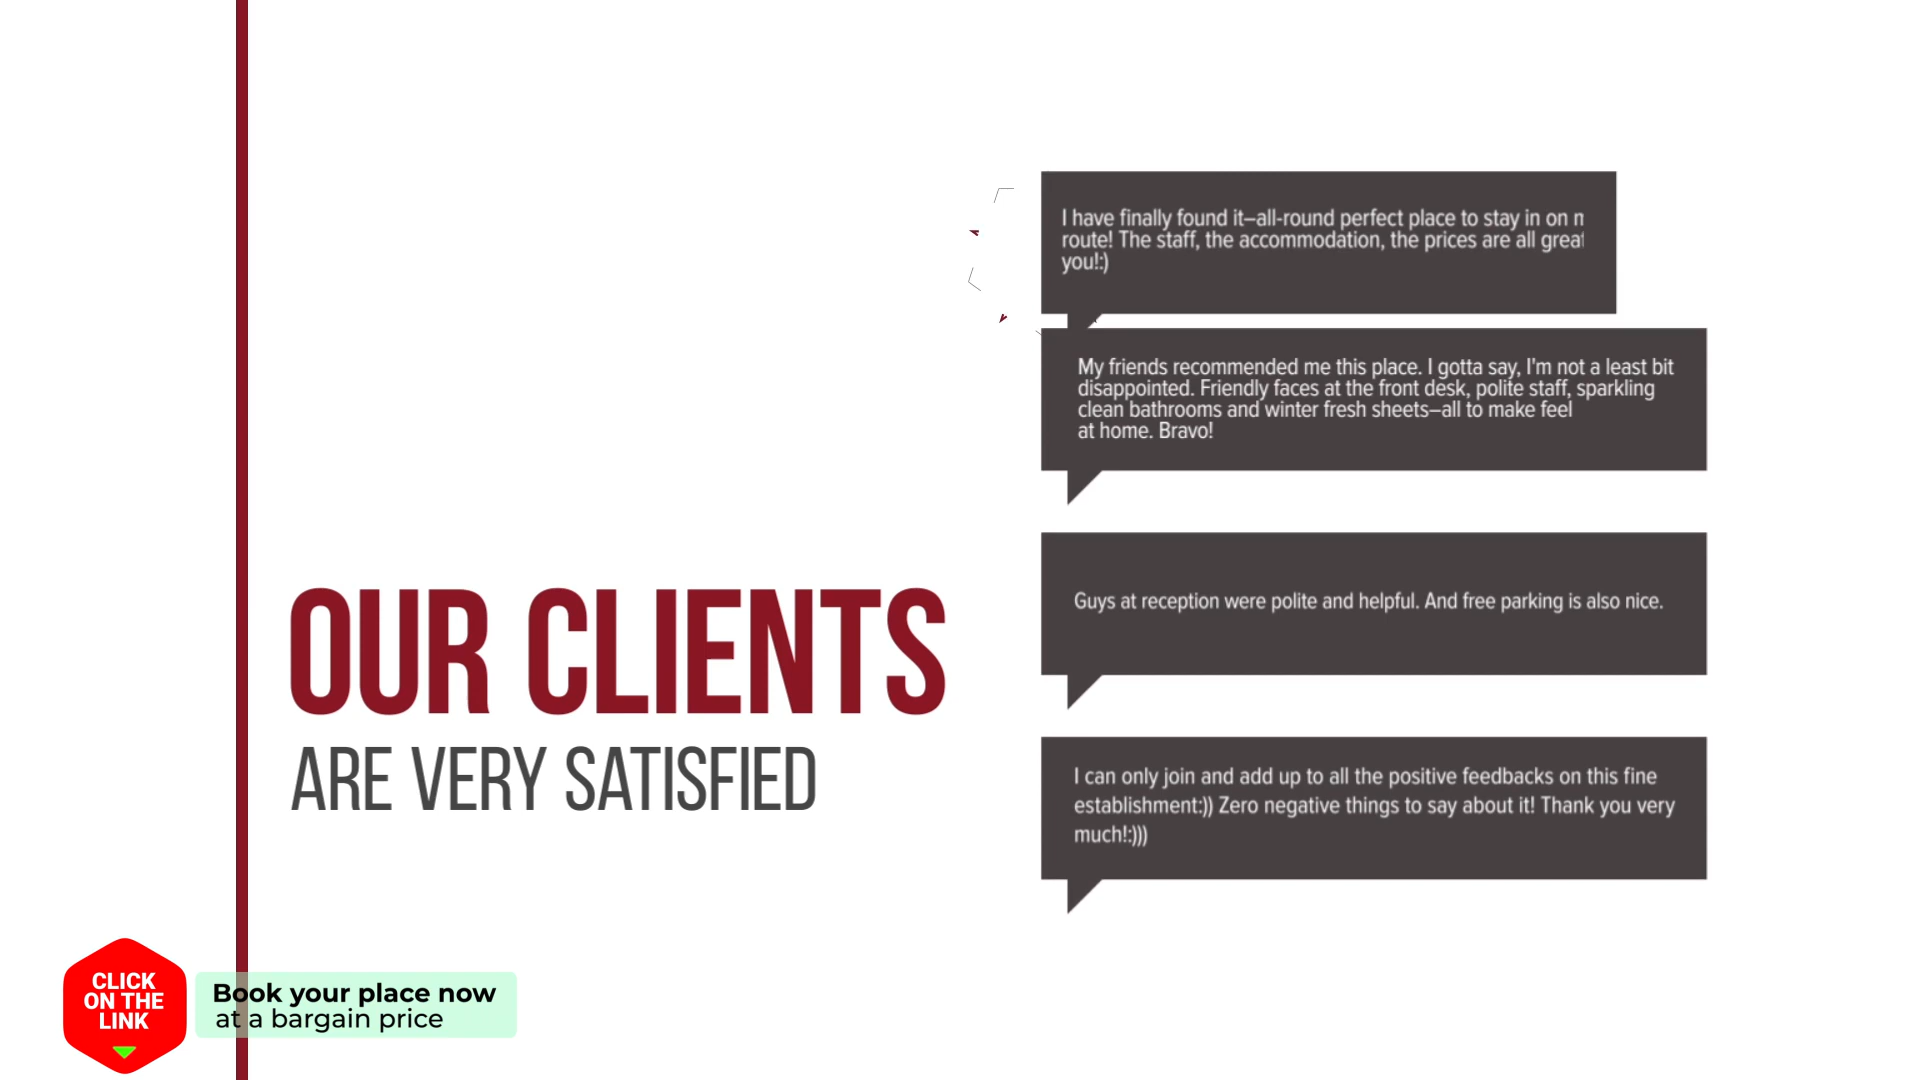 I have finally found it–all-round perfect place to stay in on
route! The staff, the accommodation, the prices are all great
you!:)
My friends recommended me this place. I gotta say, I'm not a least bit
disappointed. Friendly faces at the front desk, polite staff, sparkling
clean bathrooms and winter fresh sheets–all to make feel
at home. Bravo!
Guys at reception were polite and helpful. And free parking is also nice.
OUR CLIENTS
ARE VERY SATISFIED
I can only join and add up to all the positive feedbacks on this fine
establishment:)) Zero negative things to say about it! Thank you very
much!:)))
CLICK
ON THE
LINK
Book your place now
at a bargain price